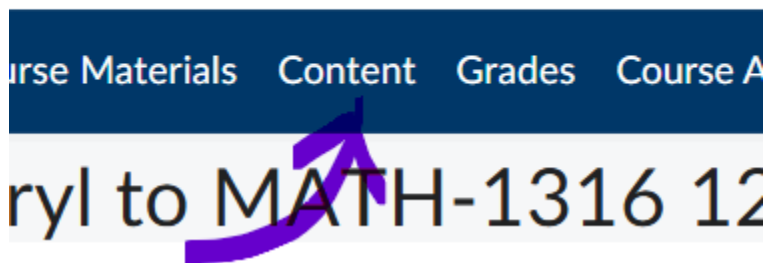 urse Materials Content Grades Course A
ryl to MATH-1316 12